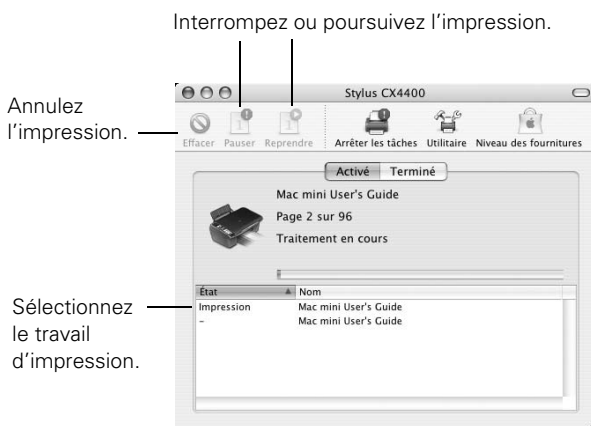 Interrompez ou poursuivez l’impression.
Annulez
l’impression.
Stylus CX4400
Effacer Pauser Reprendre Arrêter les tâches Utilitaire Niveau des fournitures
Activé Terminé
Mac mini User's Guide
Page 2 sur 96
Traitement en cours
État Nom
Impression Mac mini User's Guide
– Mac mini User's Guide
Sélectionnez
le travail
d’impression.